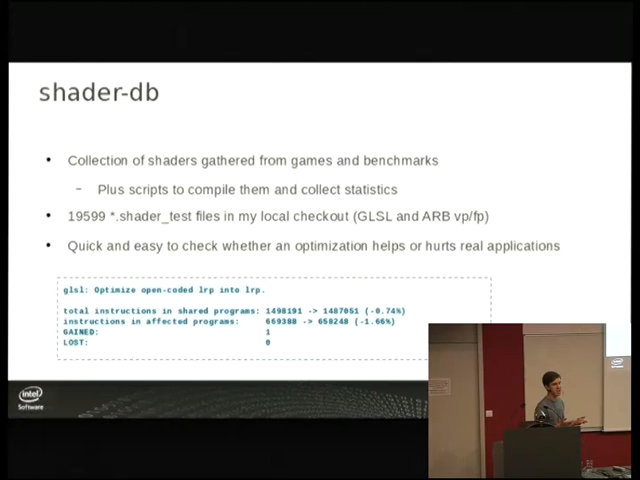 shader-db
• Collection of shaders gathered from games and benchmarks
– Plus scripts to compile them and collect statistics
• 19599 *.shader_test files in my local checkout (GLSL and ARB vp/fp)
• Quick and easy to check whether an optimization helps or hurts real applications
glsl: Optimize open-coded lrp into lrp.
total instructions in shared programs: 1498191 -> 1487051 (-0.74%)
instructions in affected programs: 669388 -> 658248 (-1.66%)
GAINED: 1
LOST: 0
intel
Software
intel